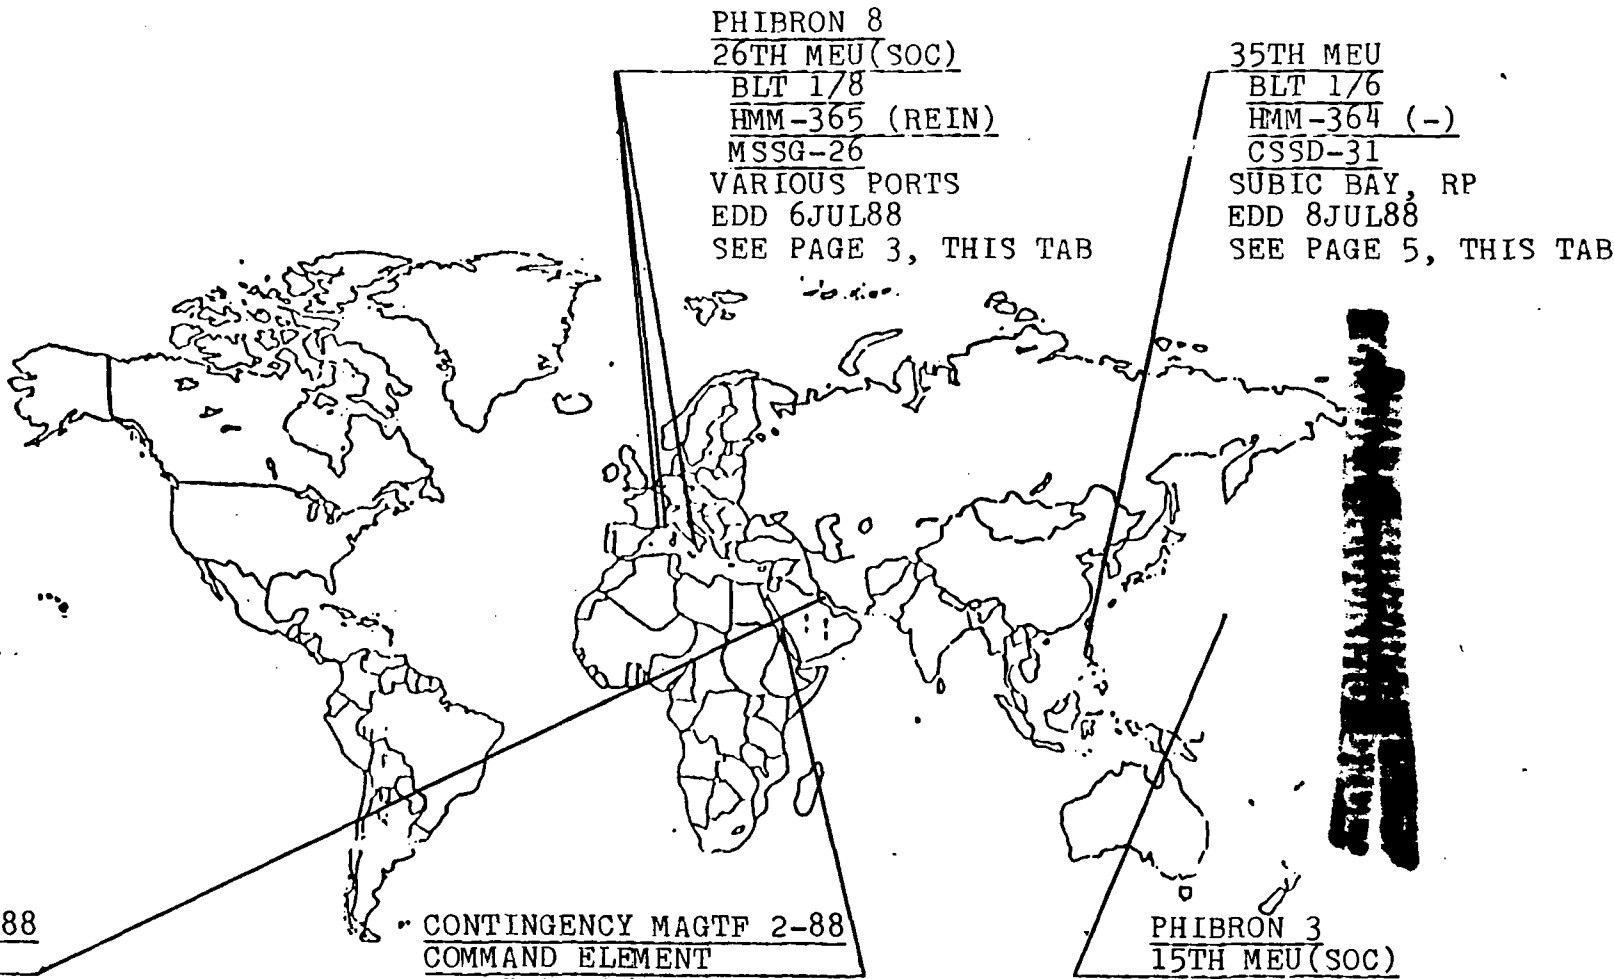 PHIBRON 8
26TH MEU(SOC)
BLT 1/8
HMM-365 (REIN)
MSSG-26
VARIOUS PORTS
EDD 6JUL88
SEE PAGE 3, THIS TAB
35TH MEU
BLT 1/6
HMM-364 (-)
CSSD-31
SUBIC BAY, RP
EDD 8JUL88
SEE PAGE 5, THIS TAB
88
CONTINGENCY MAGTF 2-88
COMMAND ELEMENT
PHIBRON 3
15TH MEU(SOC)